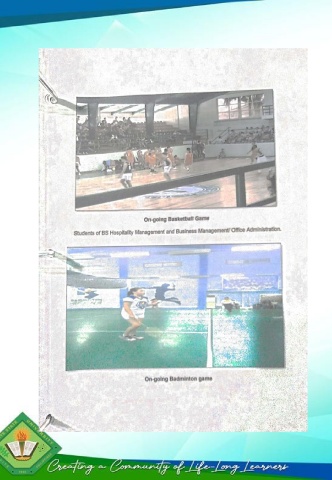 On-going Basketball Game
Students of BS Hospitality Management and Business Management/ Office Administration.
On-going Badminton game
Creating a Community of Life-Long Learners